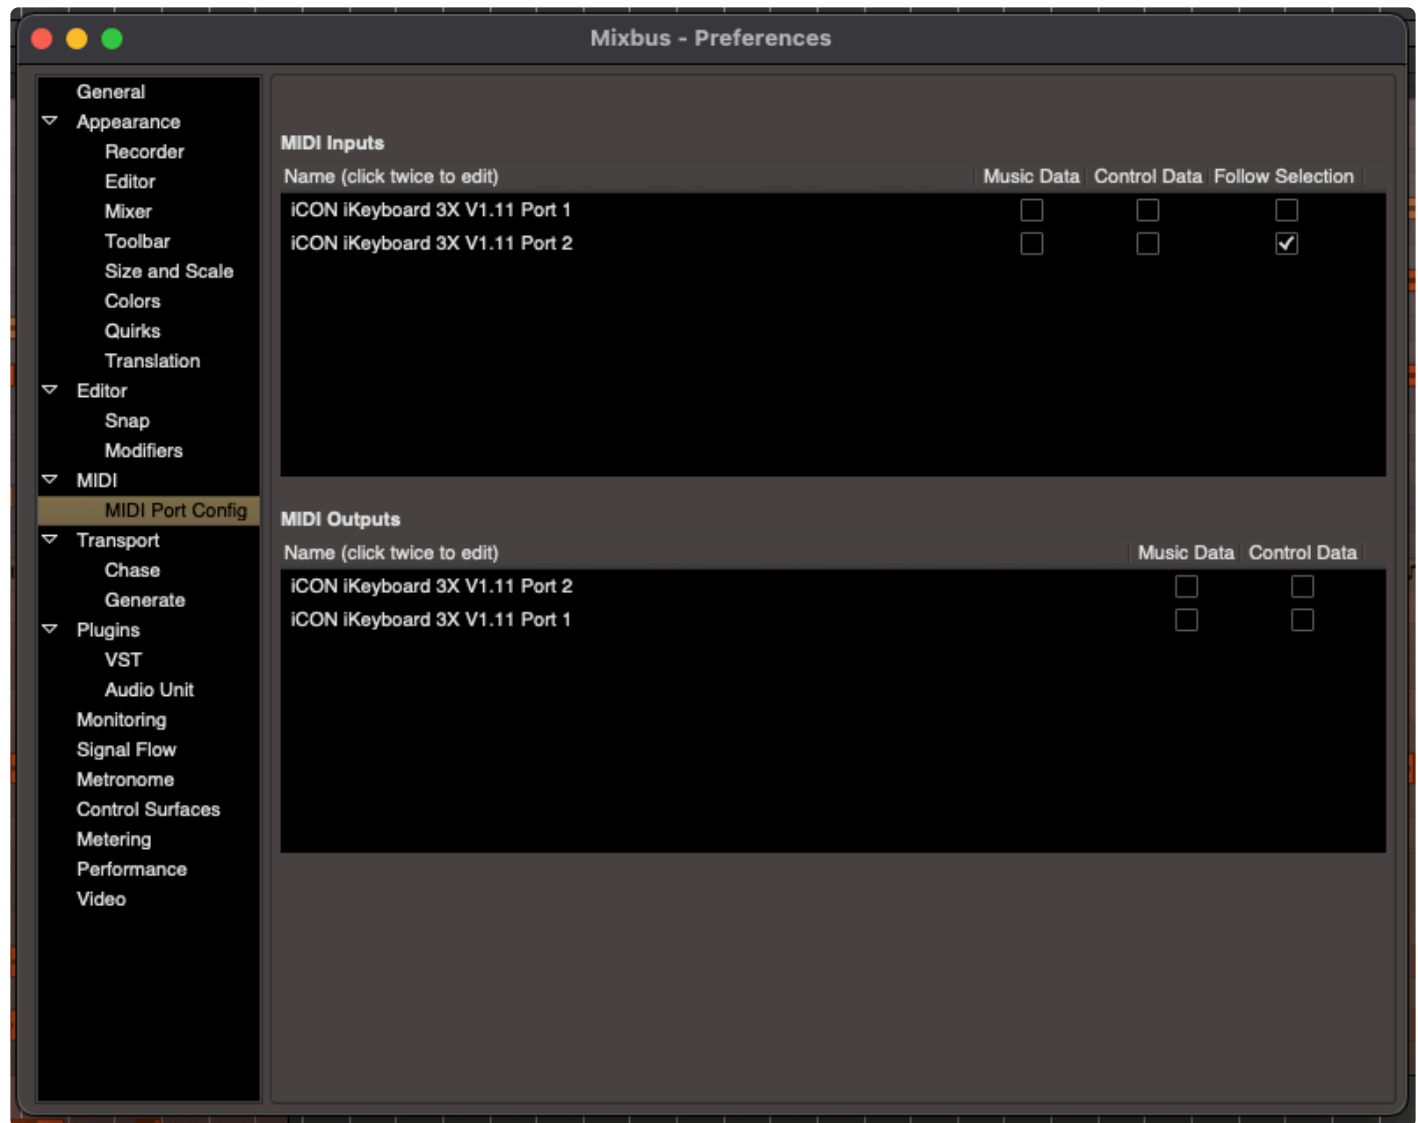 Mixbus - Preferences
General
Appearance
Recorder
Editor
Mixer
Toolbar
Size and Scale
Colors
Quirks
Translation
Editor
Snap
Modifiers
MIDI
MIDI Port Config
Transport
Chase
Generate
Plugins
VST
Audio Unit
Monitoring
Signal Flow
Metronome
Control Surfaces
Metering
Performance
Video
MIDI Inputs
Name (click twice to edit) Music Data Control Data Follow Selection
iCON iKeyboard 3X V1.11 Port 1
iCON iKeyboard 3X V1.11 Port 2
MIDI Outputs
Name (click twice to edit) Music Data Control Data
iCON iKeyboard 3X V1.11 Port 2
iCON iKeyboard 3X V1.11 Port 1